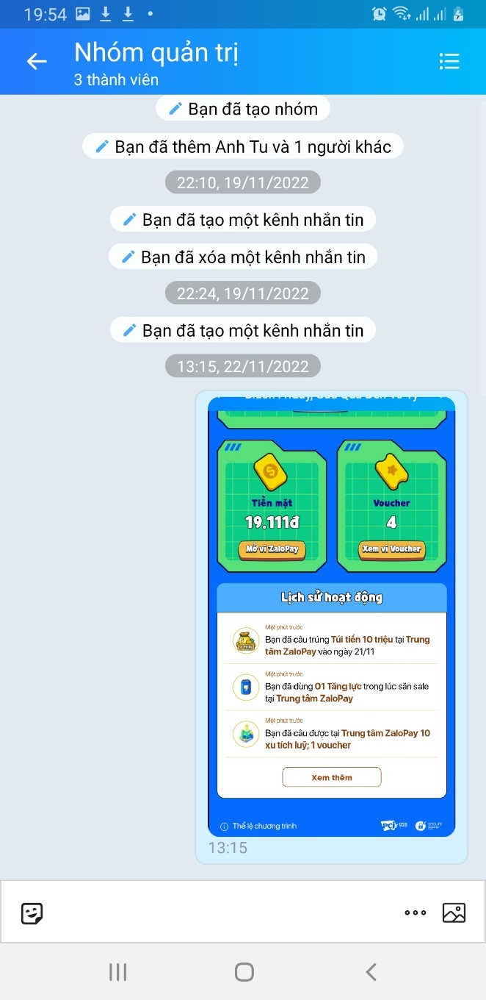 19:54
Nhóm quản trị
3 thành viên
Bạn đã tạo nhóm
Bạn đã thêm Anh Tu và 1 người khác
22:10, 19/11/2022
Bạn đã tạo một kênh nhắn tin
Bạn đã xóa một kênh nhắn tin
22:24, 19/11/2022
Bạn đã tạo một kênh nhắn tin
13:15, 22/11/2022
Tiền mặt
19.111đ
Mở ví ZaloPay
Voucher
4
Xem ví Voucher
Lịch sử hoạt động
Một phút trước
Bạn đã câu trúng Túi tiền 10 triệu tại Trung
tâm ZaloPay vào ngày 21/11
Một phút trước
Bạn đã dùng 01 Tăng lực trong lúc săn sale
tại Trung tâm ZaloPay
Một phút trước
Bạn đã câu được tại Trung tâm ZaloPay 10
xu tích luỹ; 1 voucher
Xem thêm
Thể lệ chương trình
PCI DSS
13:15